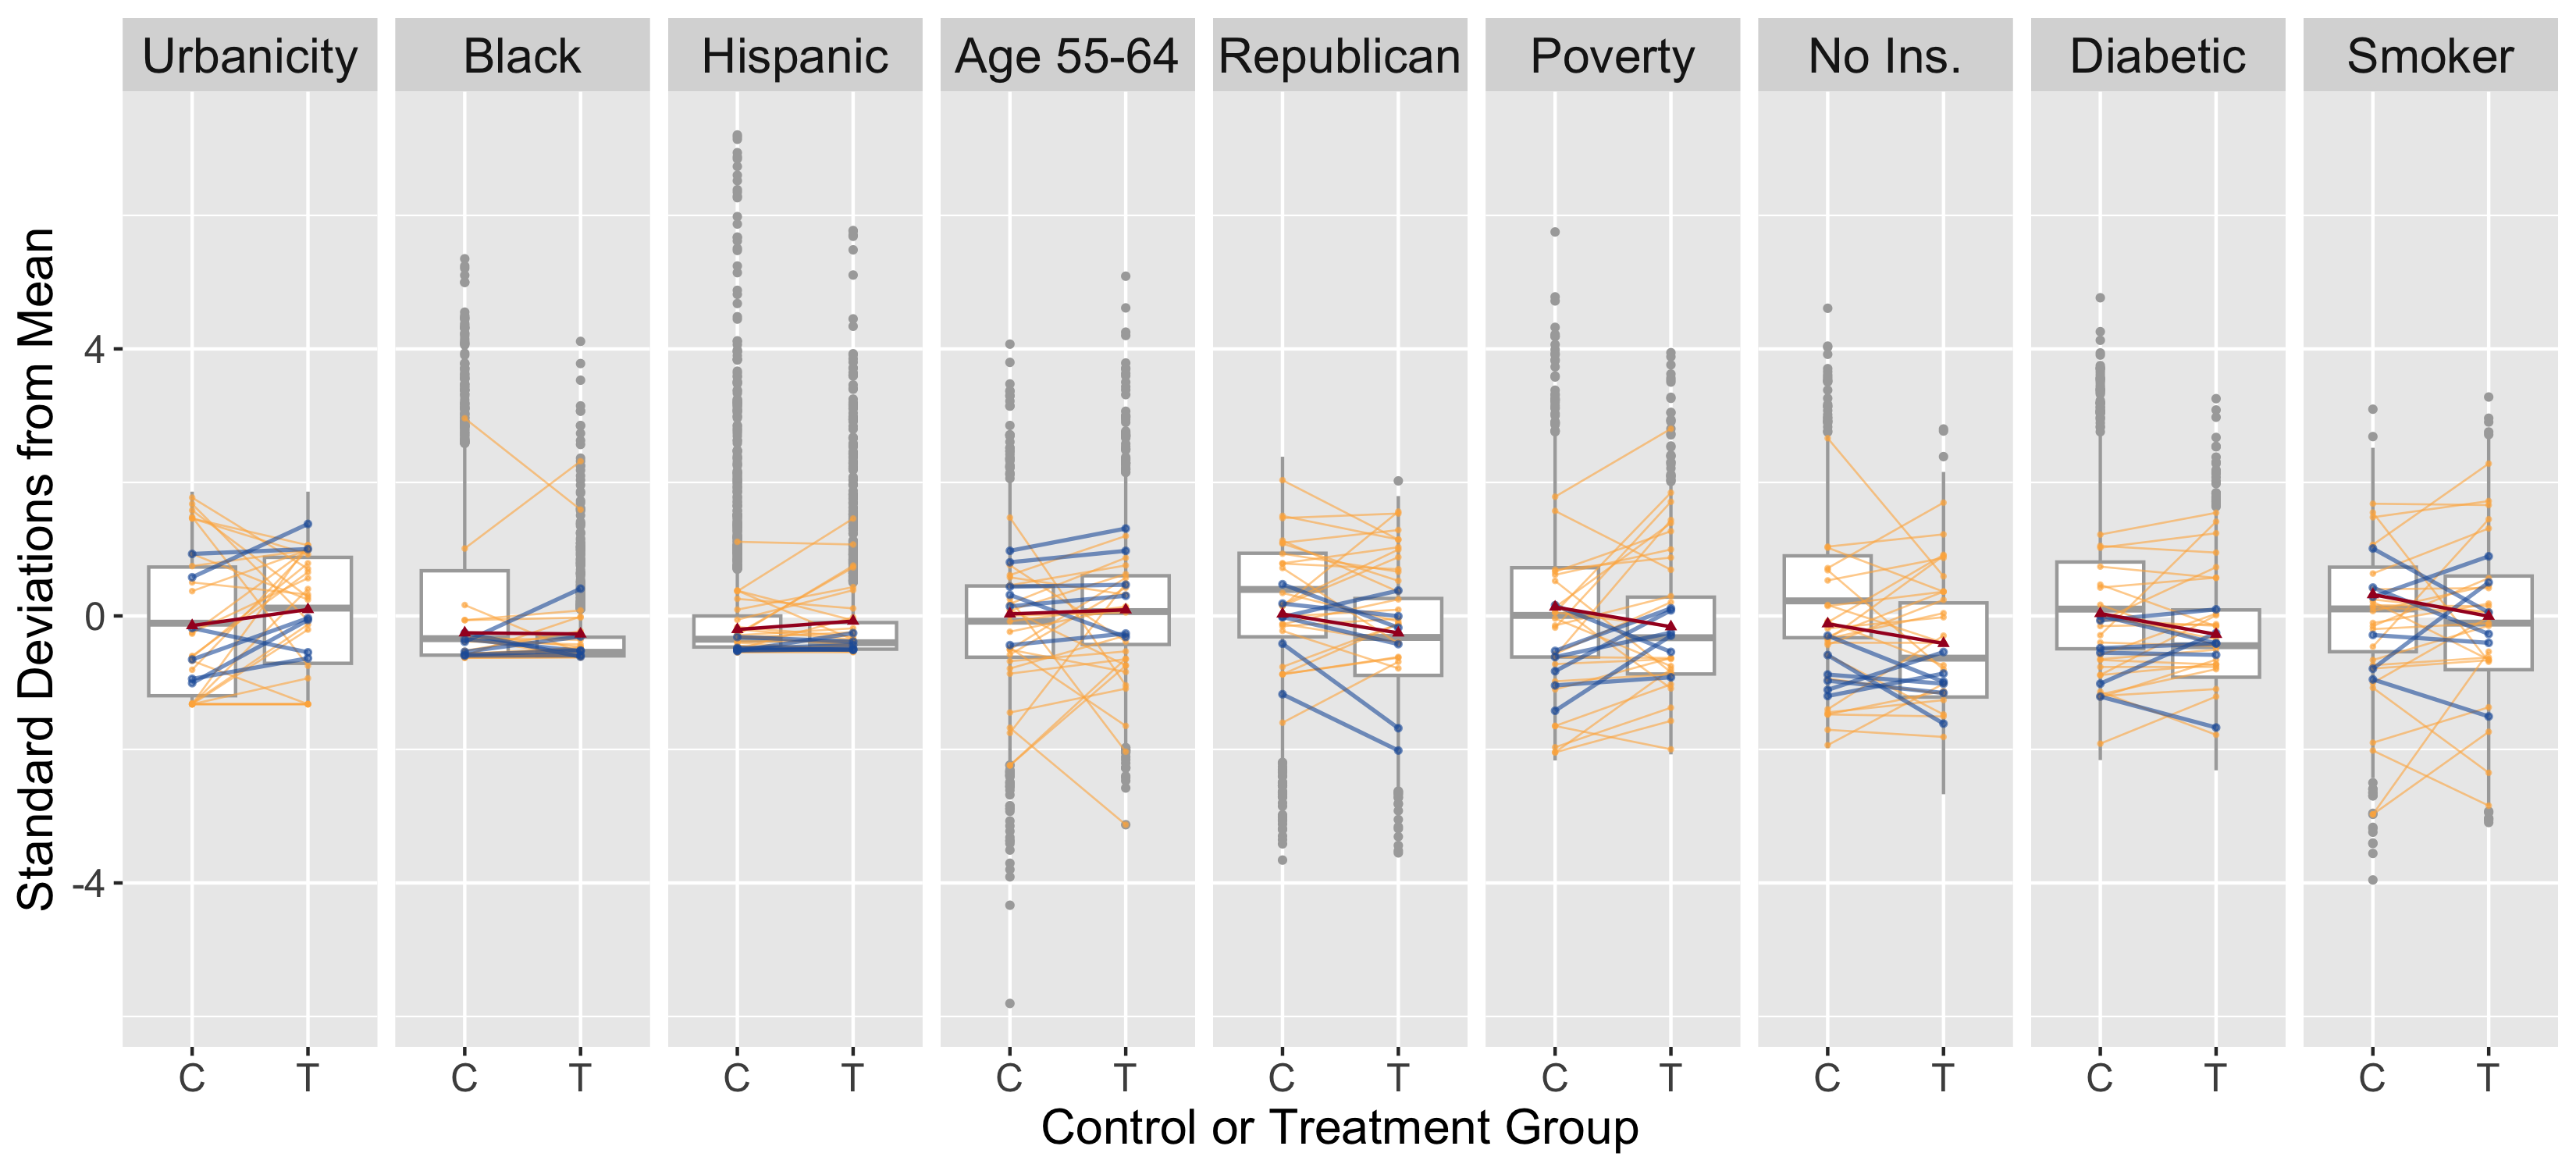 Urbanicity Black Hispanic Age 55-64 Republican Poverty No Ins. Diabetic Smoker
Standard Deviations from Mean
4
0
-4
C T C T C T C T C T C T C T C T C T
Control or Treatment Group